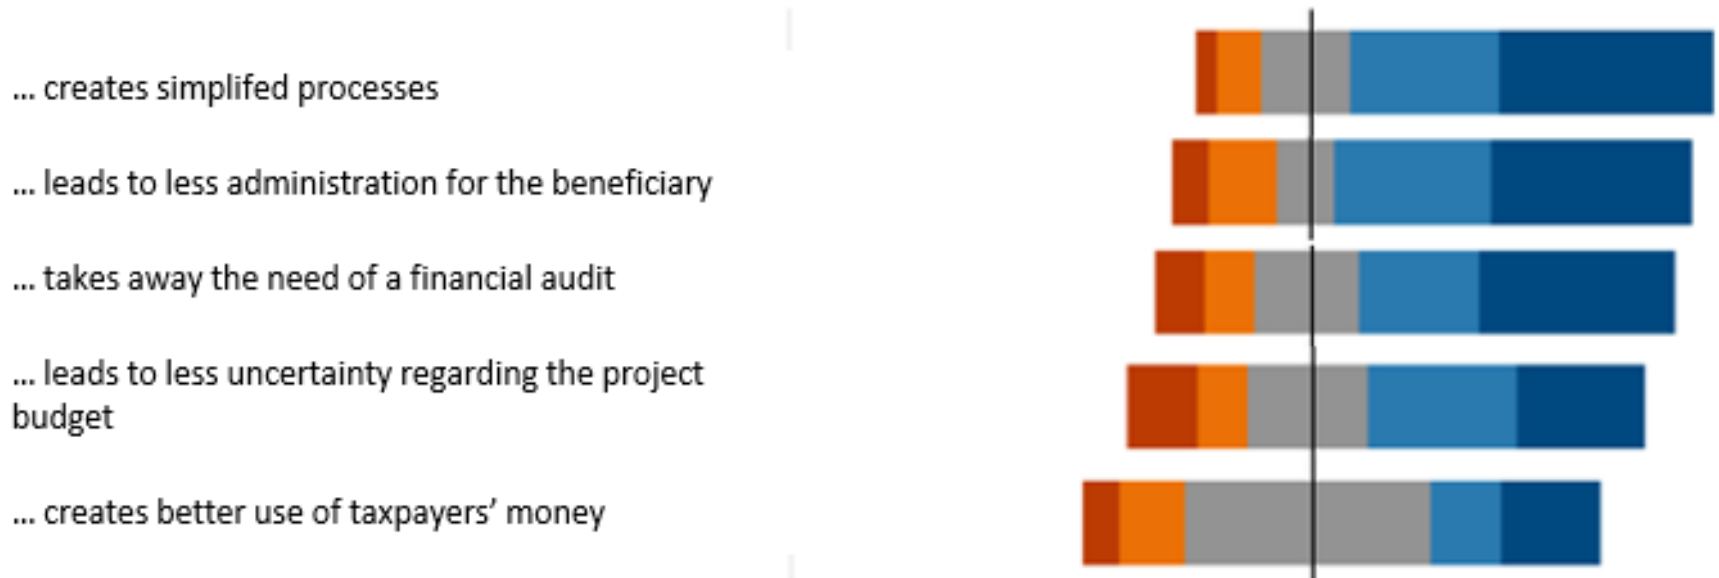 ... creates simplifed processes
... leads to less administration for the beneficiary
... takes away the need of a financial audit
... leads to less uncertainty regarding the project
budget
... creates better use of taxpayers’ money